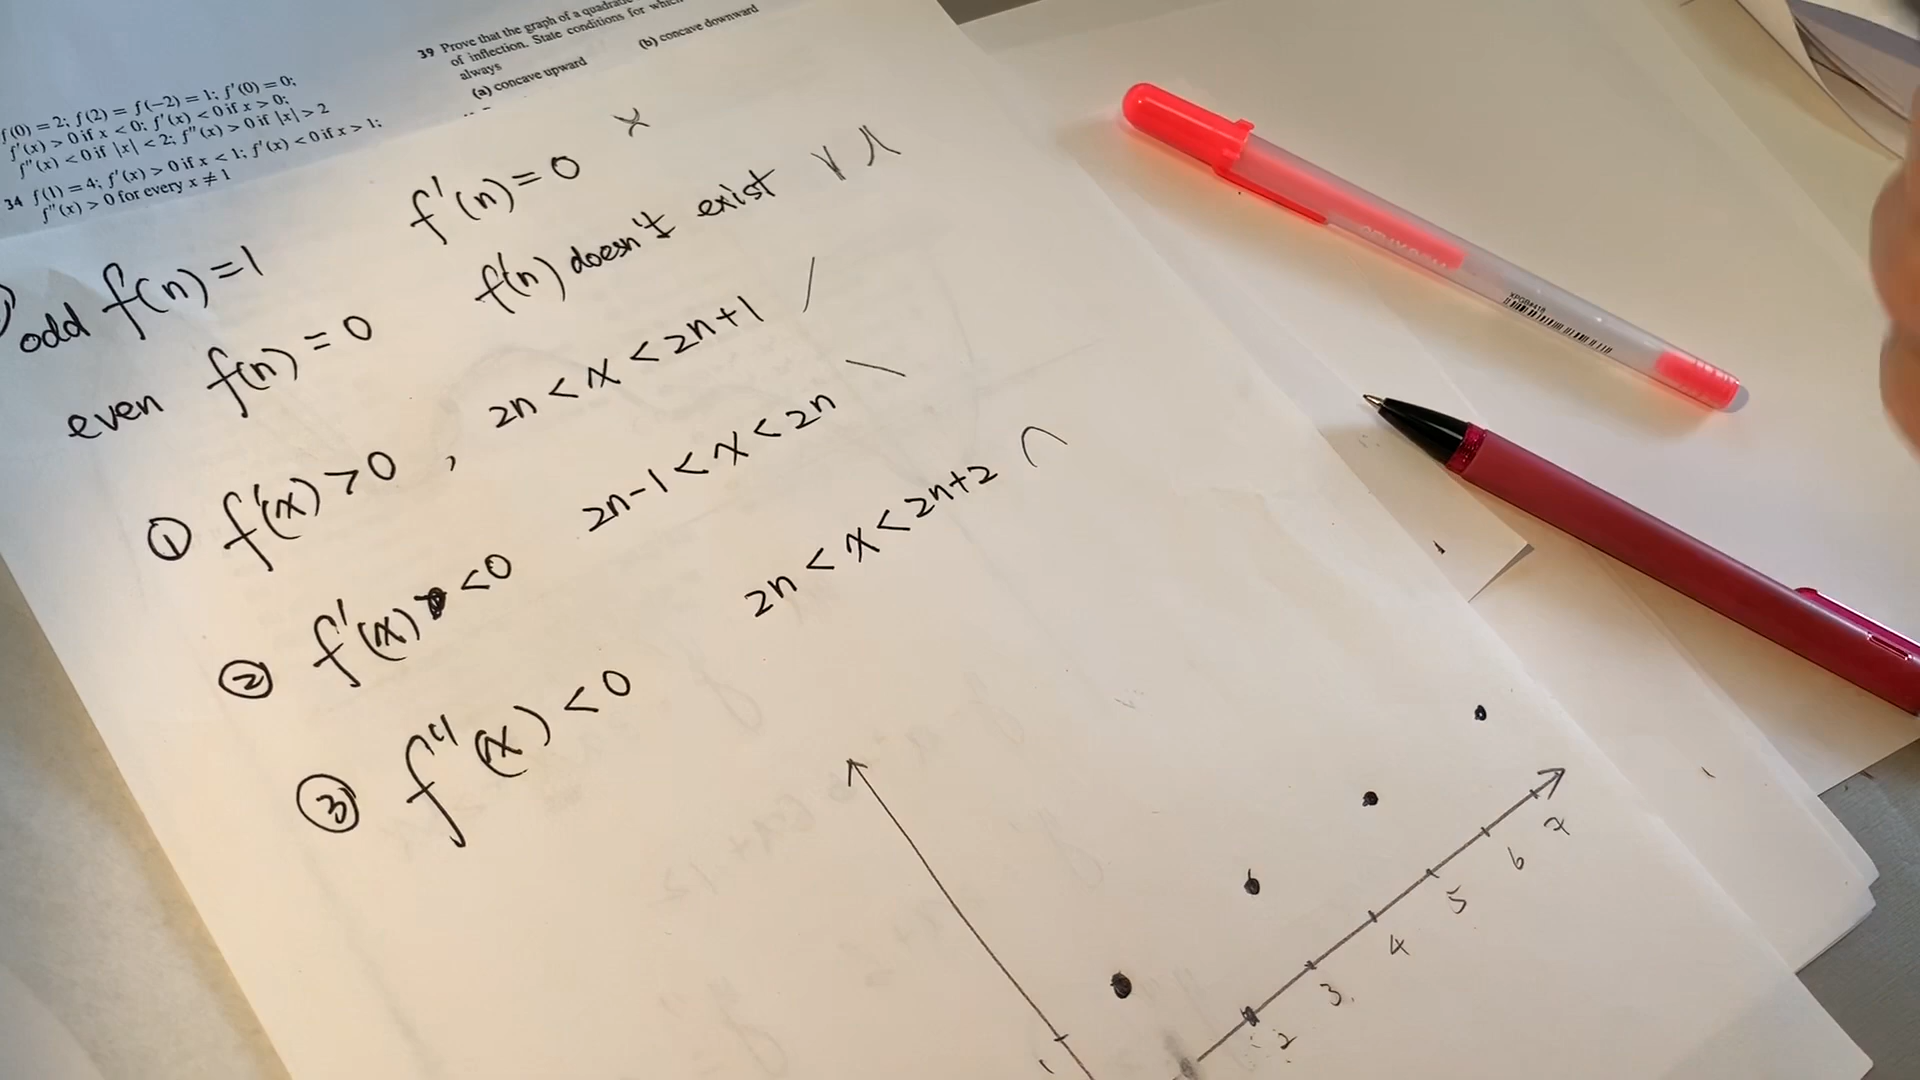 39 Prove that the graph of a quadratic
of inflection. State conditions for which
always
(a) concave upward (b) concave downward
f(0) = 2; f(2) = f(−2) = 1; f′(0) = 0;
f′(x) > 0 if x < 0; f′(x) < 0 if x > 0;
f″(x) < 0 if |x| < 2; f″(x) > 0 if |x| > 2
34 f(1) = 4; f′(x) > 0 if x < 1; f′(x) < 0 if x > 1;
f″(x) > 0 for every x ≠ 1
odd f(n) = 1 f'(n) = 0
even f(n) = 0 f'(n) doesn't exist
① f'(x) > 0 , 2n < x < 2n+1
② f'(x) < 0 2n-1 < x < 2n
③ f''(x) < 0 2n < x < 2n+2
1
2 3 4 5 6 7